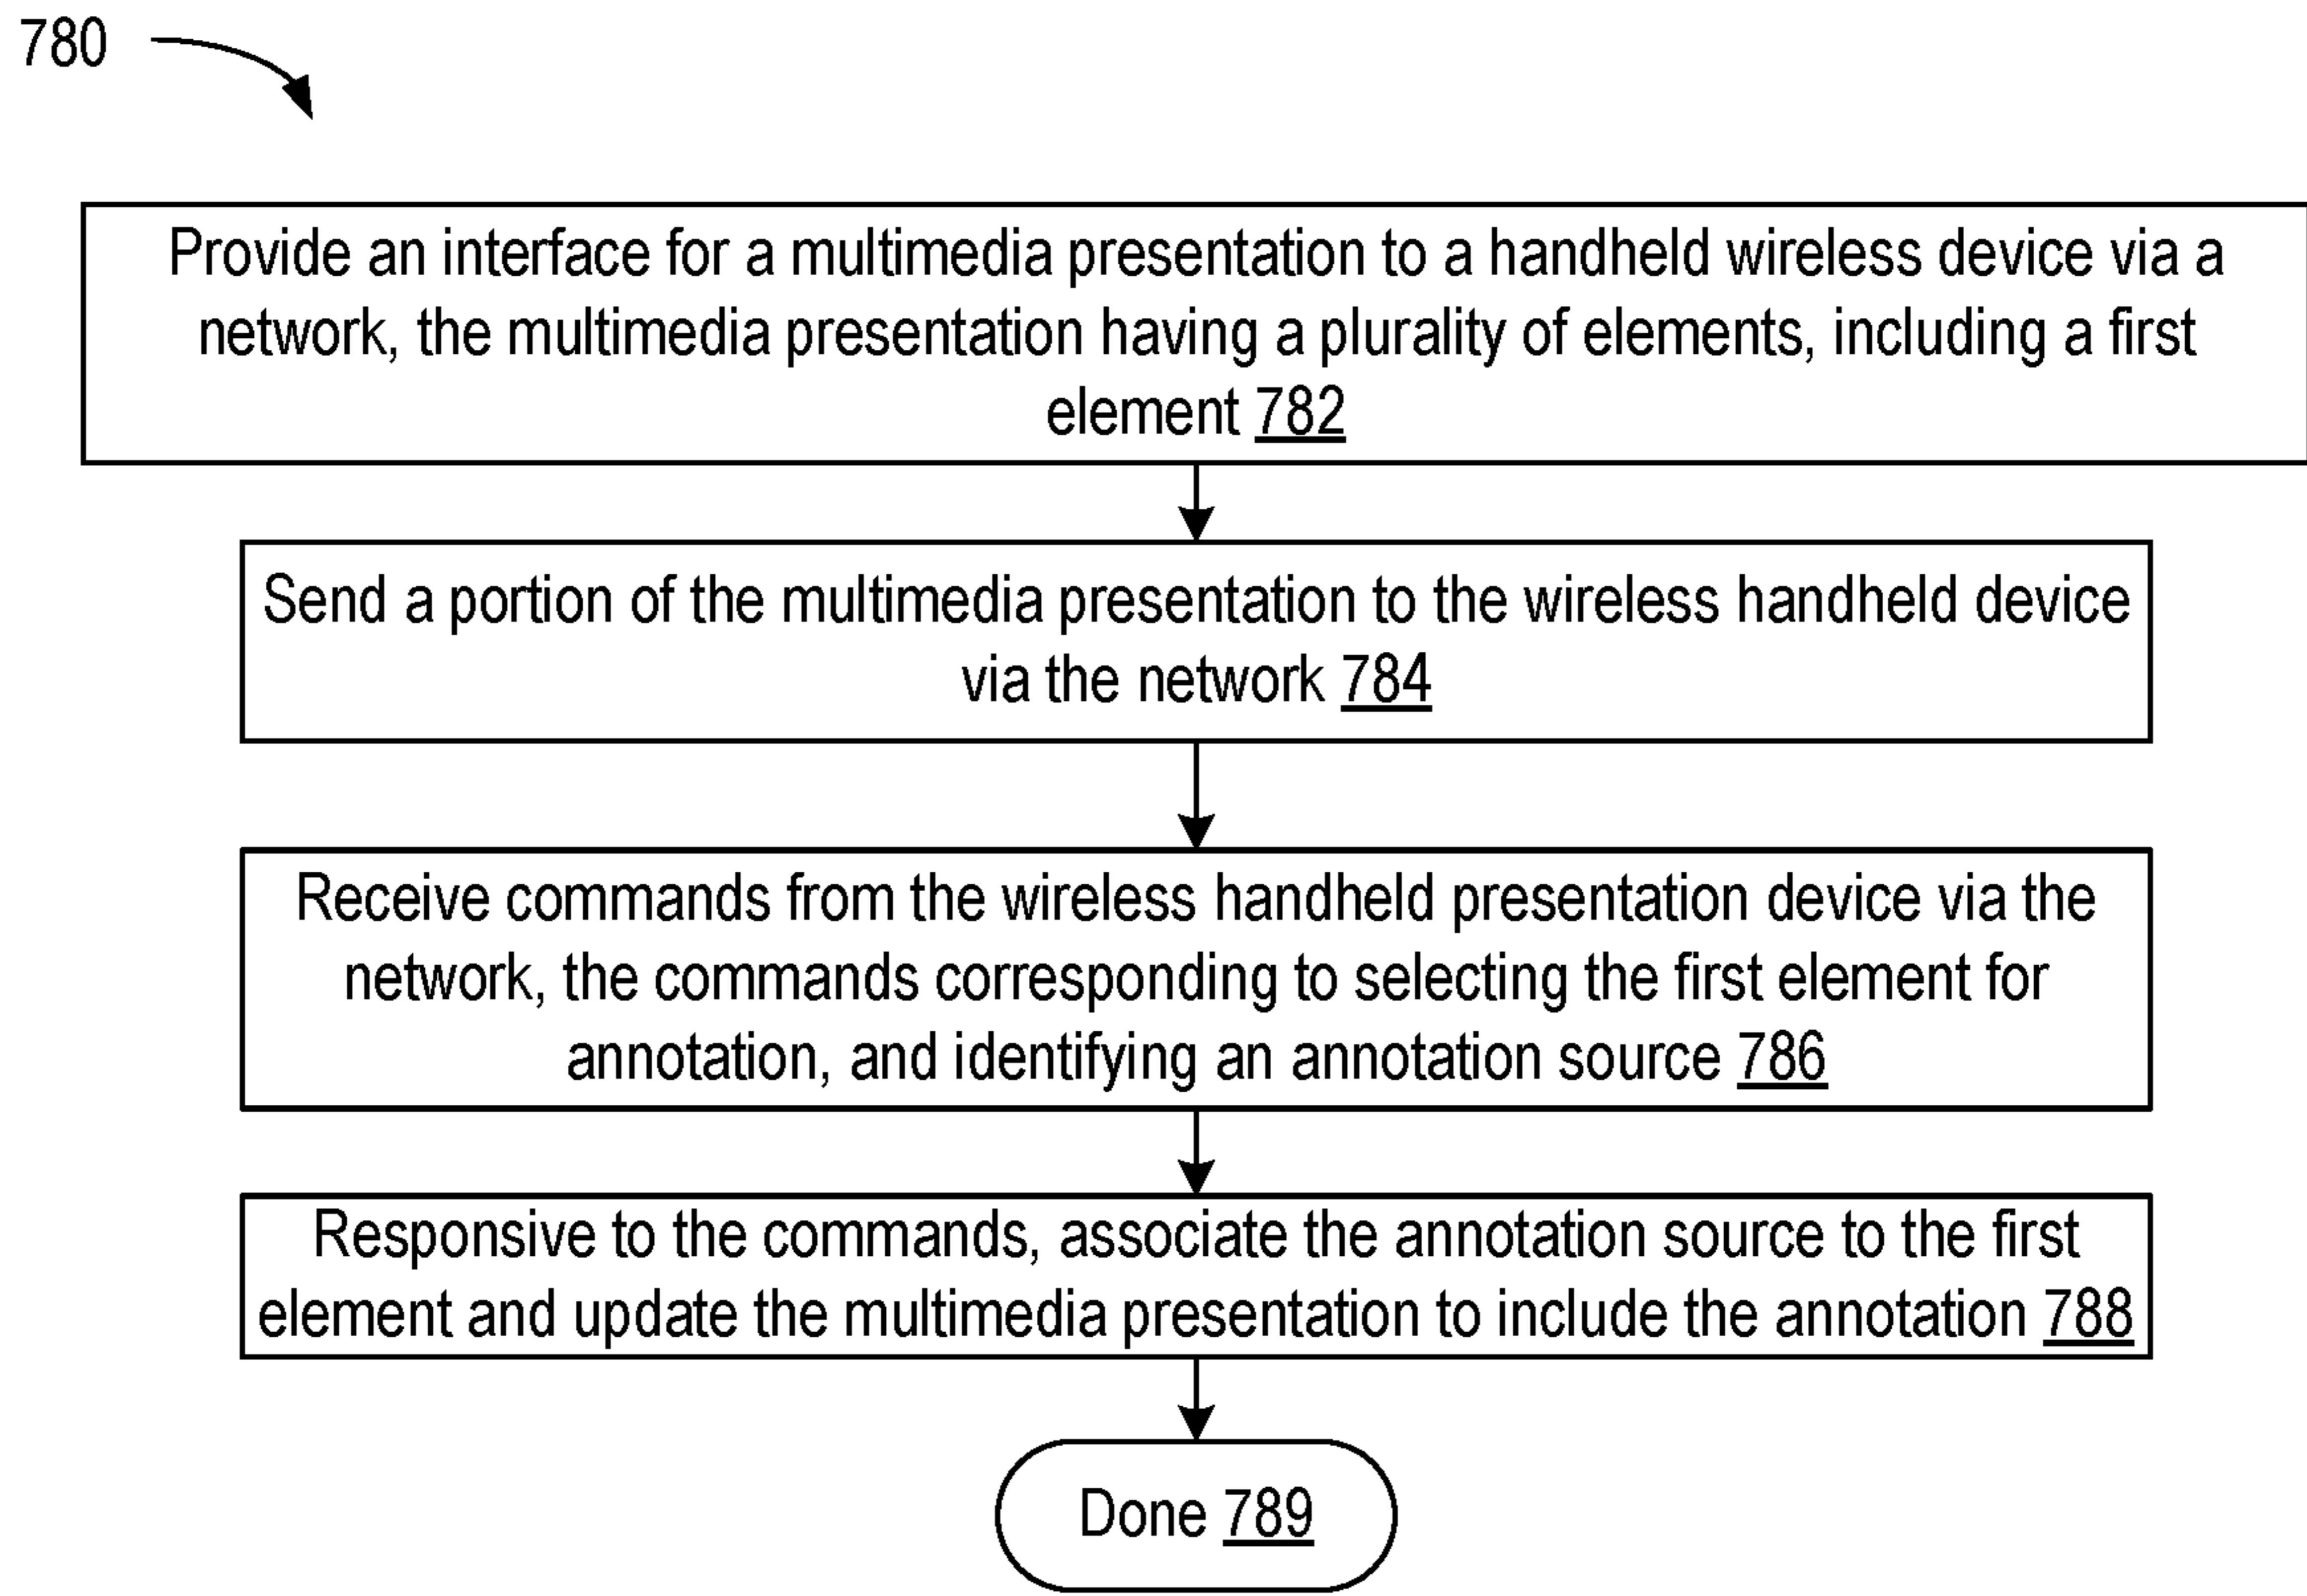 780
Provide an interface for a multimedia presentation to a handheld wireless device via a
network, the multimedia presentation having a plurality of elements, including a first
element 782
Send a portion of the multimedia presentation to the wireless handheld device
via the network 784
Receive commands from the wireless handheld presentation device via the
network, the commands corresponding to selecting the first element for
annotation, and identifying an annotation source 786
Responsive to the commands, associate the annotation source to the first
element and update the multimedia presentation to include the annotation 788
Done 789